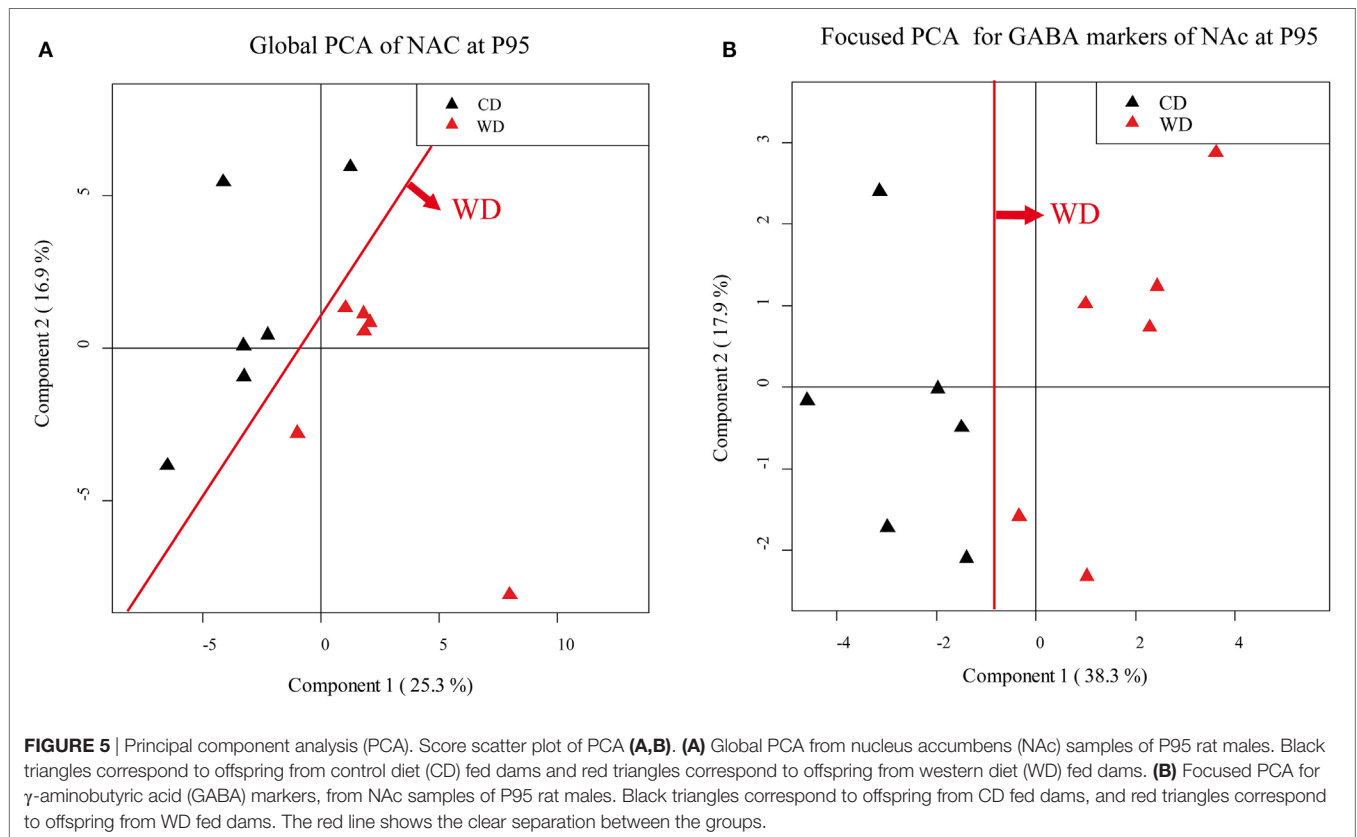 A
Global PCA of NAC at P95
CD
WD
WD
5
0
-5
Component 2 ( 16.9 %)
-5
0
5
10
Component 1 ( 25.3 %)
B
Focused PCA for GABA markers of NAc at P95
CD
WD
WD
3
2
1
0
-1
-2
Component 2 ( 17.9 %)
-4
-2
0
2
4
Component 1 ( 38.3 %)
FIGURE 5 | Principal component analysis (PCA). Score scatter plot of PCA (A,B). (A) Global PCA from nucleus accumbens (NAc) samples of P95 rat males. Black
triangles correspond to offspring from control diet (CD) fed dams and red triangles correspond to offspring from western diet (WD) fed dams. (B) Focused PCA for
γ-aminobutyric acid (GABA) markers, from NAc samples of P95 rat males. Black triangles correspond to offspring from CD fed dams, and red triangles correspond
to offspring from WD fed dams. The red line shows the clear separation between the groups.